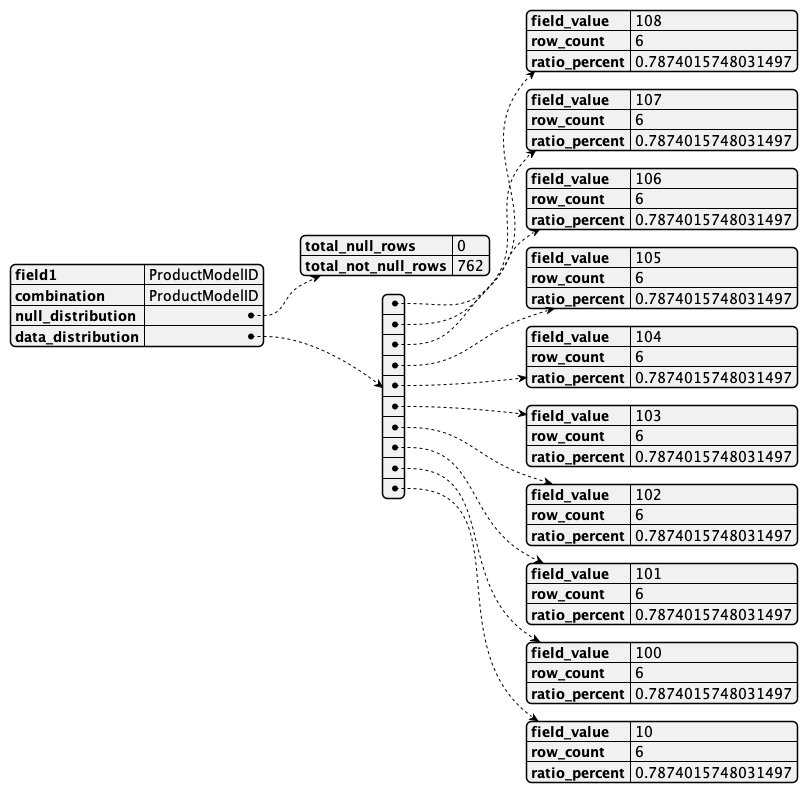 field1 ProductModelID
combination ProductModelID
null_distribution
data_distribution
total_null_rows 0
total_not_null_rows 762
field_value 108
row_count 6
ratio_percent 0.7874015748031497
field_value 107
row_count 6
ratio_percent 0.7874015748031497
field_value 106
row_count 6
ratio_percent 0.7874015748031497
field_value 105
row_count 6
ratio_percent 0.7874015748031497
field_value 104
row_count 6
ratio_percent 0.7874015748031497
field_value 103
row_count 6
ratio_percent 0.7874015748031497
field_value 102
row_count 6
ratio_percent 0.7874015748031497
field_value 101
row_count 6
ratio_percent 0.7874015748031497
field_value 100
row_count 6
ratio_percent 0.7874015748031497
field_value 10
row_count 6
ratio_percent 0.7874015748031497